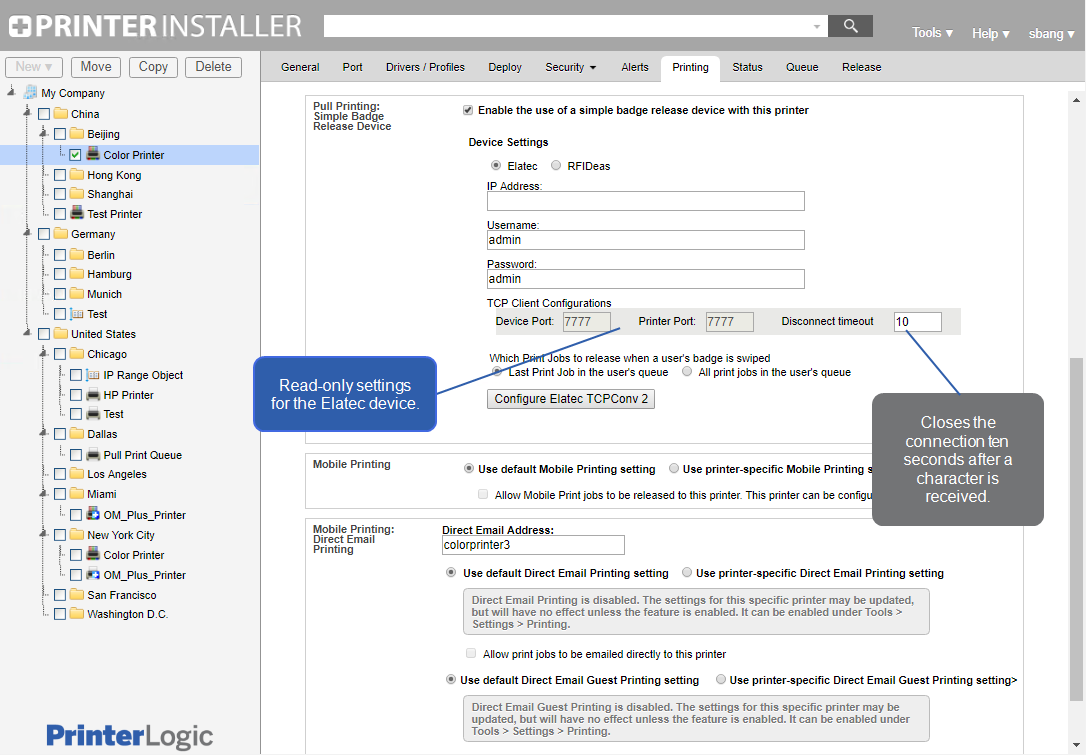 PRINTER INSTALLER
Tools ▾ Help ▾ sbang ▾
New ▾ Move Copy Delete
General Port Drivers / Profiles Deploy Security ▾ Alerts Printing Status Queue Release
My Company
China
Beijing
Color Printer
Hong Kong
Shanghai
Test Printer
Germany
Berlin
Hamburg
Munich
Test
United States
Chicago
IP Range Object
HP Printer
Test
Dallas
Pull Print Queue
Los Angeles
Miami
OM_Plus_Printer
New York City
Color Printer
OM_Plus_Printer
San Francisco
Washington D.C.
PrinterLogic
Pull Printing:
Simple Badge
Release Device
Enable the use of a simple badge release device with this printer
Device Settings
Elatec RFIDeas
IP Address:
Username:
admin
Password:
admin
TCP Client Configurations
Device Port: 7777 Printer Port: 7777 Disconnect timeout 10
Which Print Jobs to release when a user's badge is swiped
Last Print Job in the user's queue All print jobs in the user's queue
Configure Elatec TCPConv 2
Read-only settings
for the Elatec device.
Closes the
connection ten
seconds after a
character is
received.
Mobile Printing
Use default Mobile Printing setting Use printer-specific Mobile Printing s
Allow Mobile Print jobs to be released to this printer. This printer can be configu
Mobile Printing:
Direct Email
Printing
Direct Email Address:
colorprinter3
Use default Direct Email Printing setting Use printer-specific Direct Email Printing setting
Direct Email Printing is disabled. The settings for this specific printer may be updated,
but will have no effect unless the feature is enabled. It can be enabled under Tools >
Settings > Printing.
Allow print jobs to be emailed directly to this printer
Use default Direct Email Guest Printing setting Use printer-specific Direct Email Guest Printing setting>
Direct Email Guest Printing is disabled. The settings for this specific printer may be
updated, but will have no effect unless the feature is enabled. It can be enabled under
Tools > Settings > Printing.